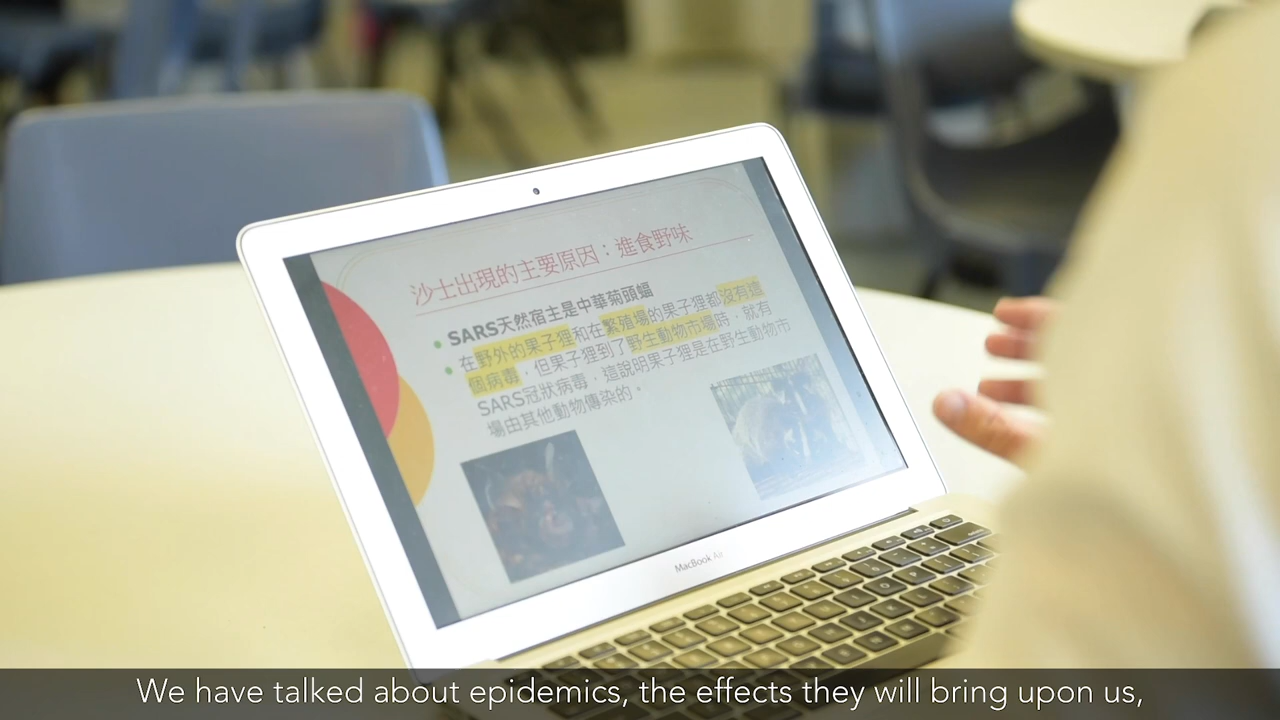 沙士出現的主要原因：進食野味
SARS天然宿主是中華菊頭蝠
在野外的果子狸和在繁殖場的果子狸都沒有這
個病毒，但果子狸到了野生動物市場時，就有
SARS冠狀病毒，這說明果子狸是在野生動物市
場由其他動物傳染的。
MacBook Air
We have talked about epidemics, the effects they will bring upon us,